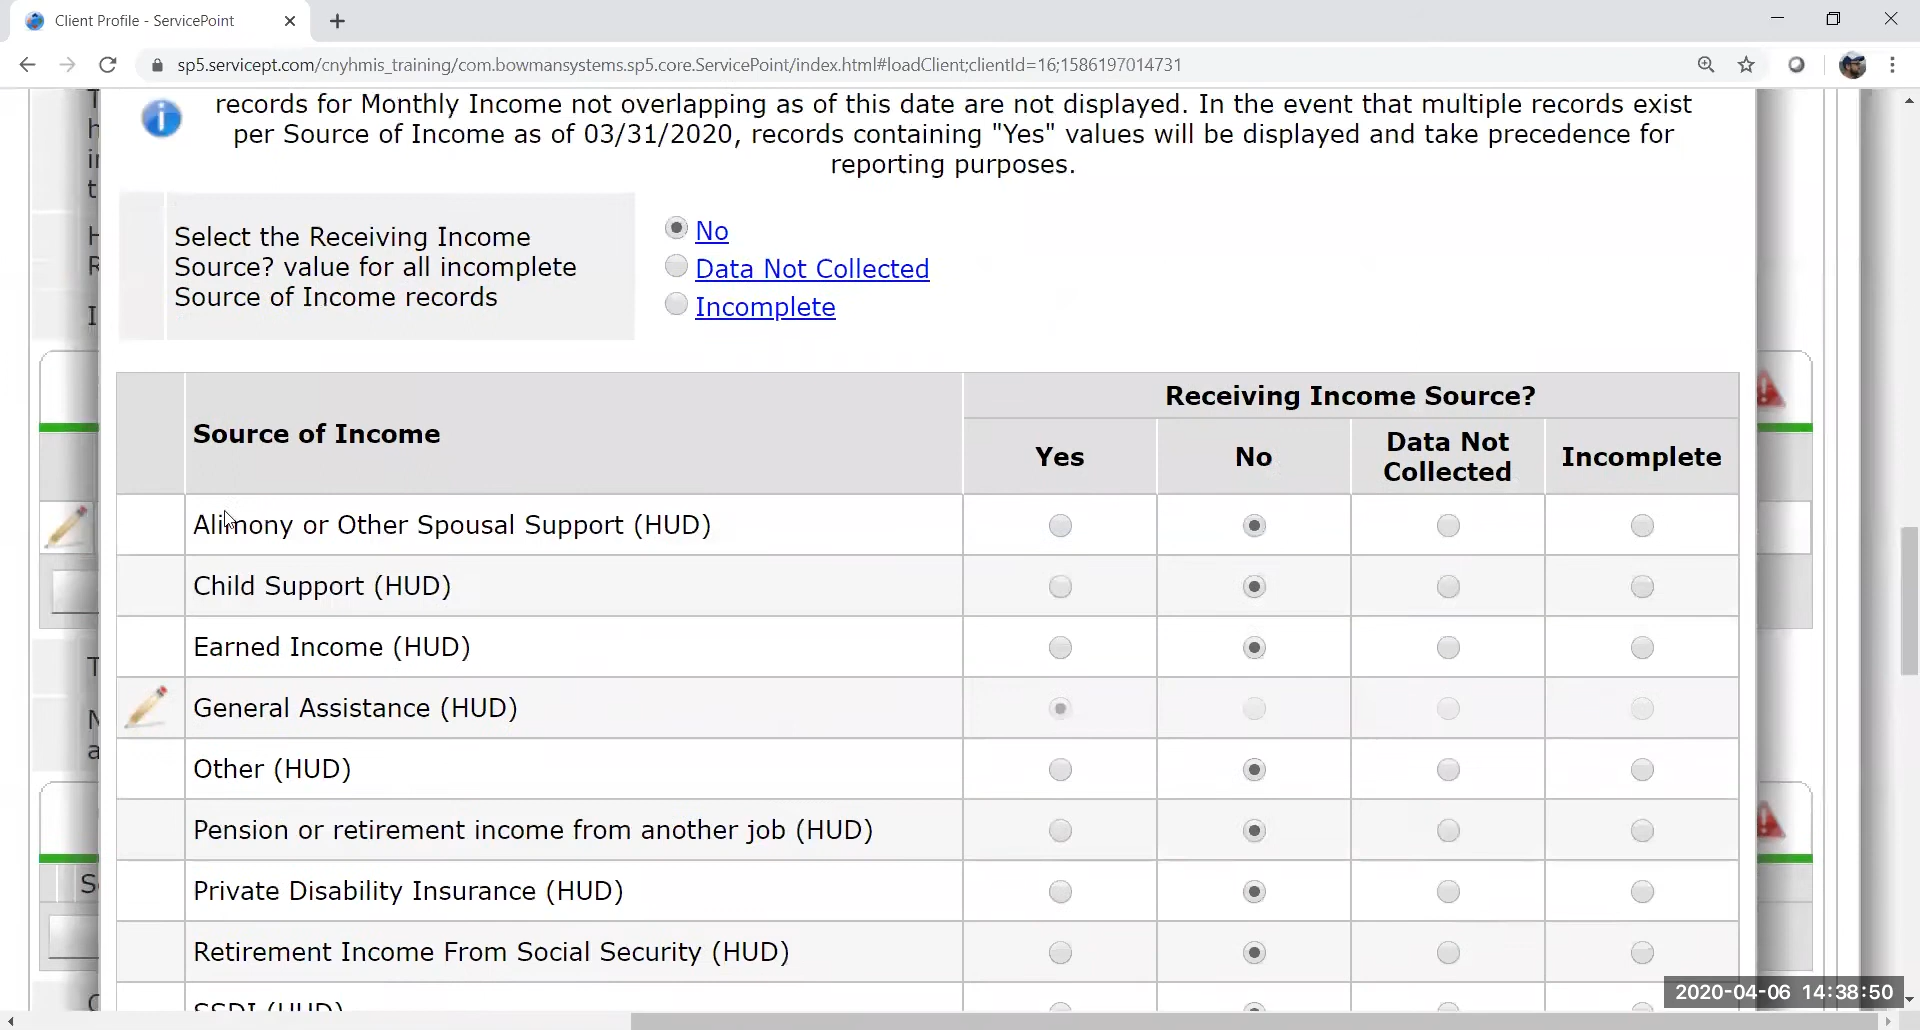 Client Profile - ServicePoint
sp5.servicept.com/cnyhmis_training/com.bowmansystems.sp5.core.ServicePoint/index.html#loadClient;clientId=16;1586197014731
records for Monthly Income not overlapping as of this date are not displayed. In the event that multiple records exist
per Source of Income as of 03/31/2020, records containing "Yes" values will be displayed and take precedence for
reporting purposes.
Select the Receiving Income
Source? value for all incomplete
Source of Income records
No
Data Not Collected
Incomplete
Source of Income
Receiving Income Source?
Yes
No
Data Not
Collected
Incomplete
Alimony or Other Spousal Support (HUD)
Child Support (HUD)
Earned Income (HUD)
General Assistance (HUD)
Other (HUD)
Pension or retirement income from another job (HUD)
Private Disability Insurance (HUD)
Retirement Income From Social Security (HUD)
SSDI (HUD)
2020-04-06 14:38:50